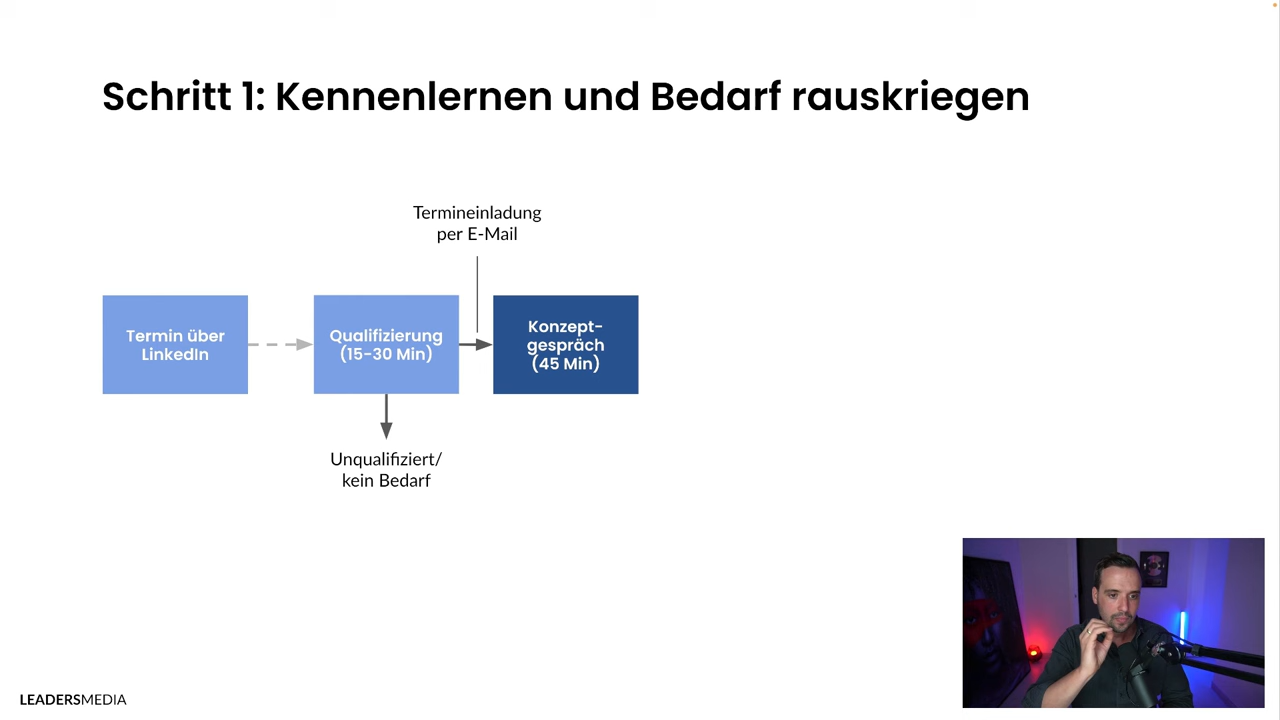 Schritt 1: Kennenlernen und Bedarf rauskriegen
Termineinladung
per E-Mail
Termin über
LinkedIn
Qualifizierung
(15-30 Min)
Konzept-
gespräch
(45 Min)
Unqualifiziert/
kein Bedarf
LEADERSMEDIA